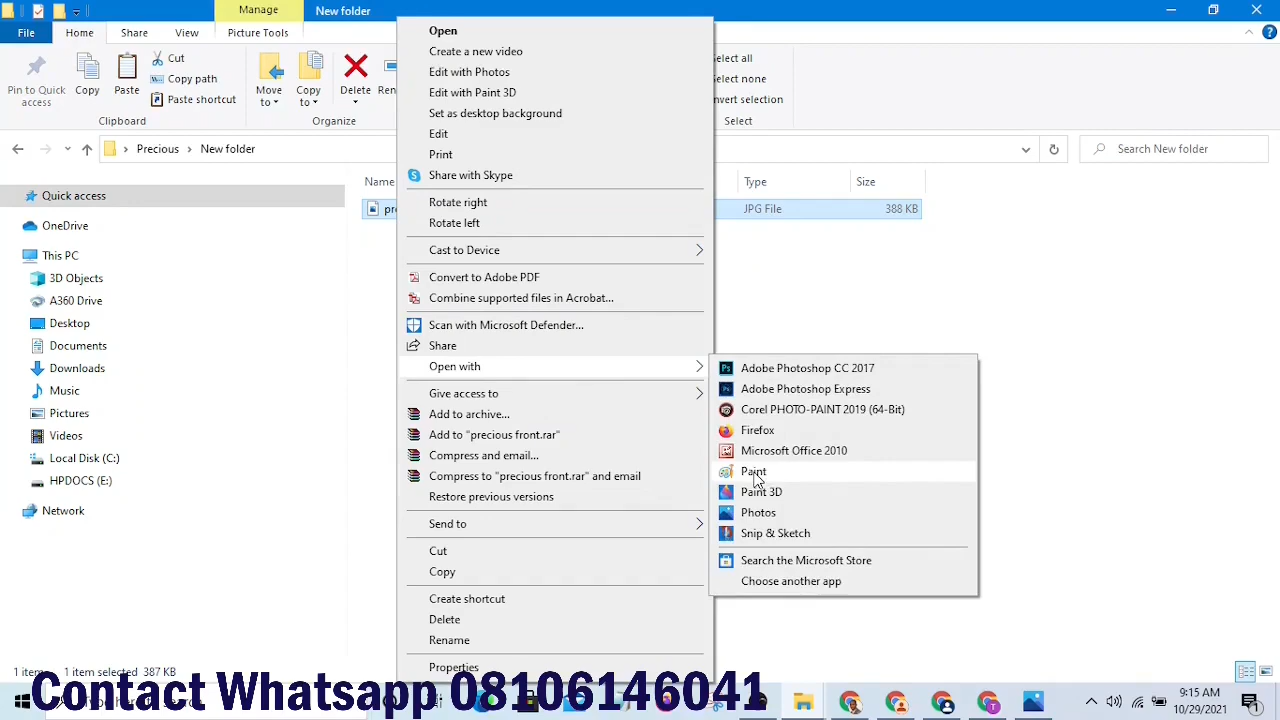 Manage
New folder
File
Home
Share
View
Picture Tools
Pin to Quick
access
Copy
Paste
Cut
Copy path
Paste shortcut
Clipboard
Move
to
Copy
to
Delete
Organize
Select all
Select none
Invert selection
Select
Precious
New folder
Search New folder
Name
Type
Size
JPG File
388 KB
Quick access
OneDrive
This PC
3D Objects
A360 Drive
Desktop
Documents
Downloads
Music
Pictures
Videos
Local Disk (C:)
HPDOCS (E:)
Network
Open
Create a new video
Edit with Photos
Edit with Paint 3D
Set as desktop background
Edit
Print
Share with Skype
Rotate right
Rotate left
Cast to Device
Convert to Adobe PDF
Combine supported files in Acrobat...
Scan with Microsoft Defender...
Share
Open with
Give access to
Add to archive...
Add to "precious front.rar"
Compress and email...
Compress to "precious front.rar" and email
Restore previous versions
Send to
Cut
Copy
Create shortcut
Delete
Rename
Properties
Adobe Photoshop CC 2017
Adobe Photoshop Express
Corel PHOTO-PAINT 2019 (64-Bit)
Firefox
Microsoft Office 2010
Paint
Paint 3D
Photos
Snip & Sketch
Search the Microsoft Store
Choose another app
1 item selected 387 KB
Contact Whatsapp 08106146041
9:15 AM
10/29/2021